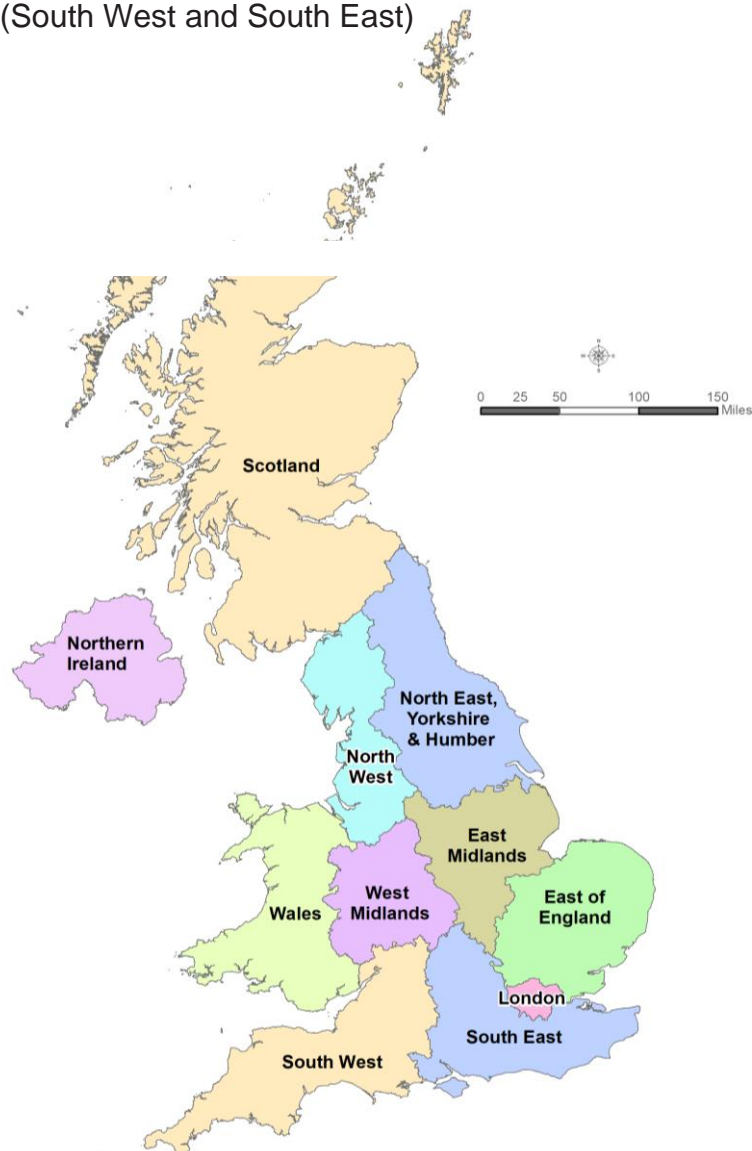 (South West and South East)
0 25 50 100 150
Miles
Scotland
Northern
Ireland
North East,
Yorkshire
& Humber
North
West
East
Midlands
West
Midlands
Wales
East of
England
London
South East
South West